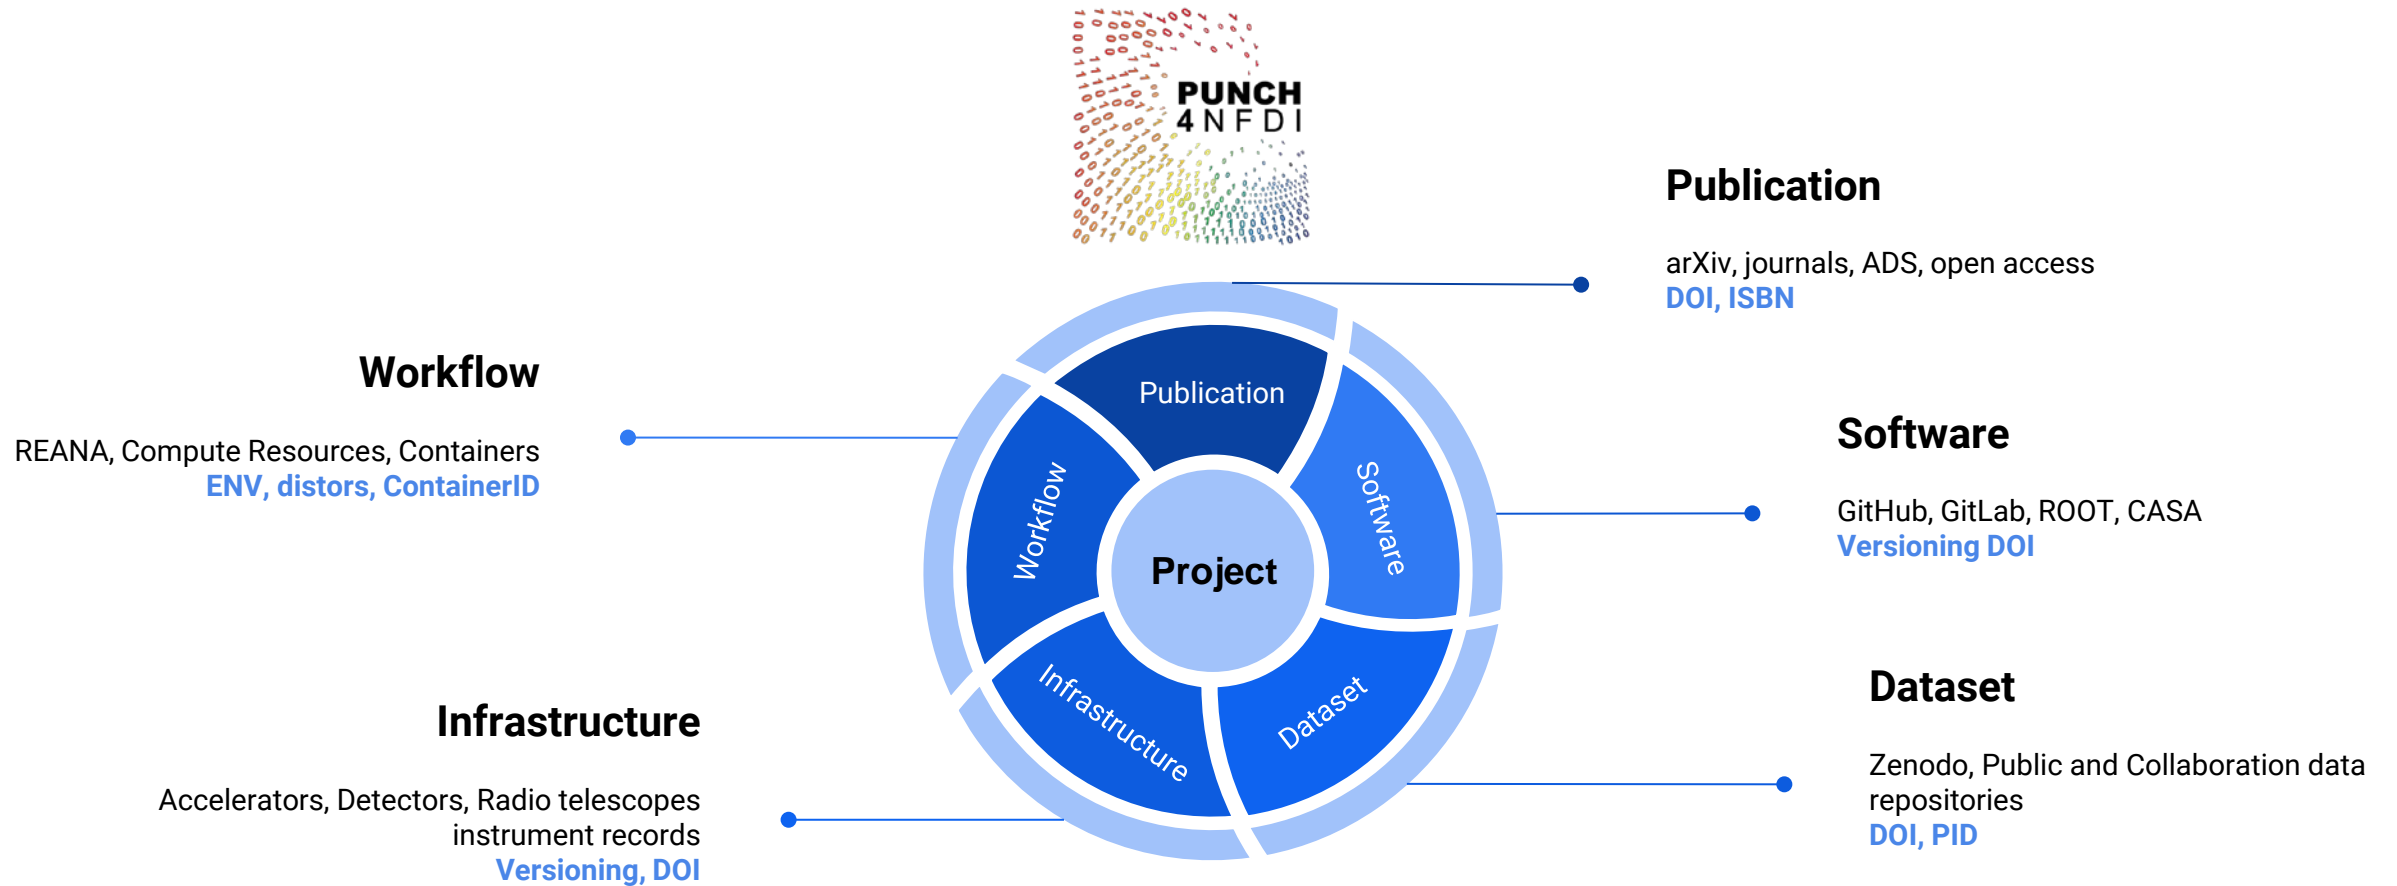 PUNCH
4NFDI
Publication
arXiv, journals, ADS, open access
DOI, ISBN
Workflow
REANA, Compute Resources, Containers
ENV, distors, ContainerID
Software
GitHub, GitLab, ROOT, CASA
Versioning DOI
Infrastructure
Accelerators, Detectors, Radio telescopes
instrument records
Versioning, DOI
Dataset
Zenodo, Public and Collaboration data
repositories
DOI, PID
Publication
Software
Dataset
Infrastructure
Workflow
Project